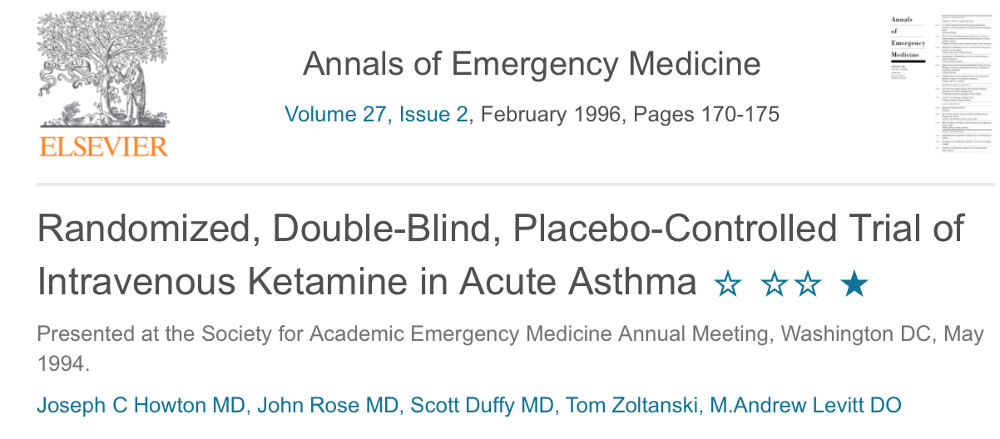 ELSEVIER
Annals of Emergency Medicine
Volume 27, Issue 2, February 1996, Pages 170-175
Annals
of
Emergency
Medicine
Randomized, Double-Blind, Placebo-Controlled Trial of
Intravenous Ketamine in Acute Asthma ☆ ☆☆ ★
Presented at the Society for Academic Emergency Medicine Annual Meeting, Washington DC, May
1994.
Joseph C Howton MD, John Rose MD, Scott Duffy MD, Tom Zoltanski, M.Andrew Levitt DO